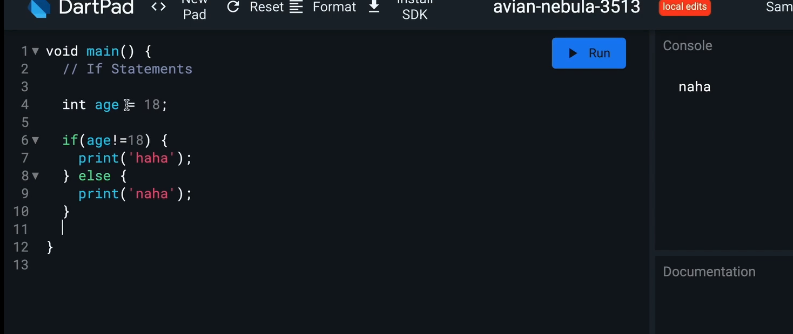 DartPad <> New Pad Reset Format Install SDK avian-nebula-3513 local edits Sam
1 void main() {
2 // If Statements
3
4 int age = 18;
5
6 if(age!=18) {
7 print('haha');
8 } else {
9 print('naha');
10 }
11
12 }
13
Run
Console
naha
Documentation